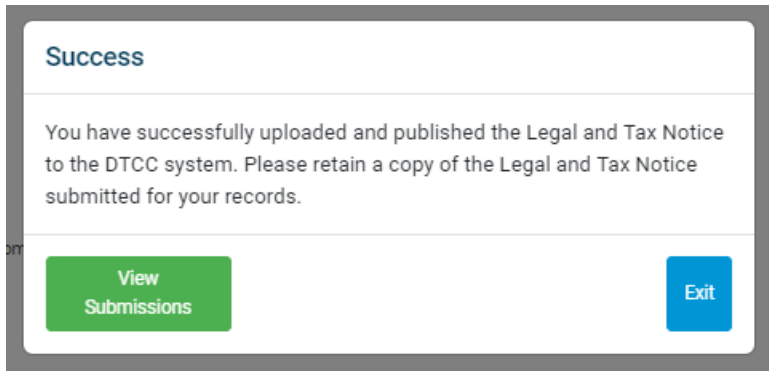 Success
You have successfully uploaded and published the Legal and Tax Notice
to the DTCC system. Please retain a copy of the Legal and Tax Notice
submitted for your records.
View
Submissions
Exit